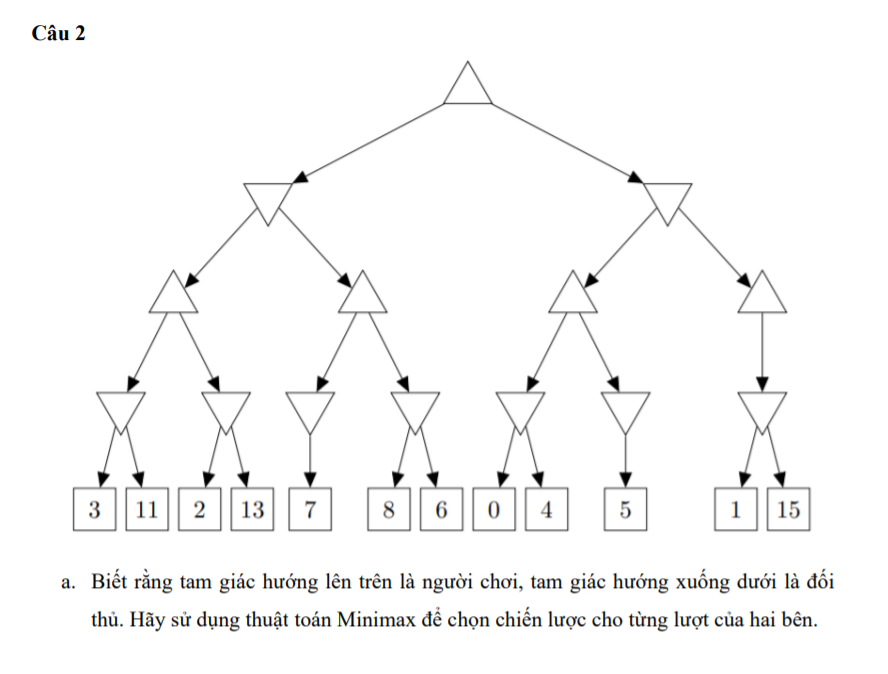 Câu 2
3 11 2 13 7 8 6 0 4 5 1 15
a. Biết rằng tam giác hướng lên trên là người chơi, tam giác hướng xuống dưới là đối
thủ. Hãy sử dụng thuật toán Minimax để chọn chiến lược cho từng lượt của hai bên.